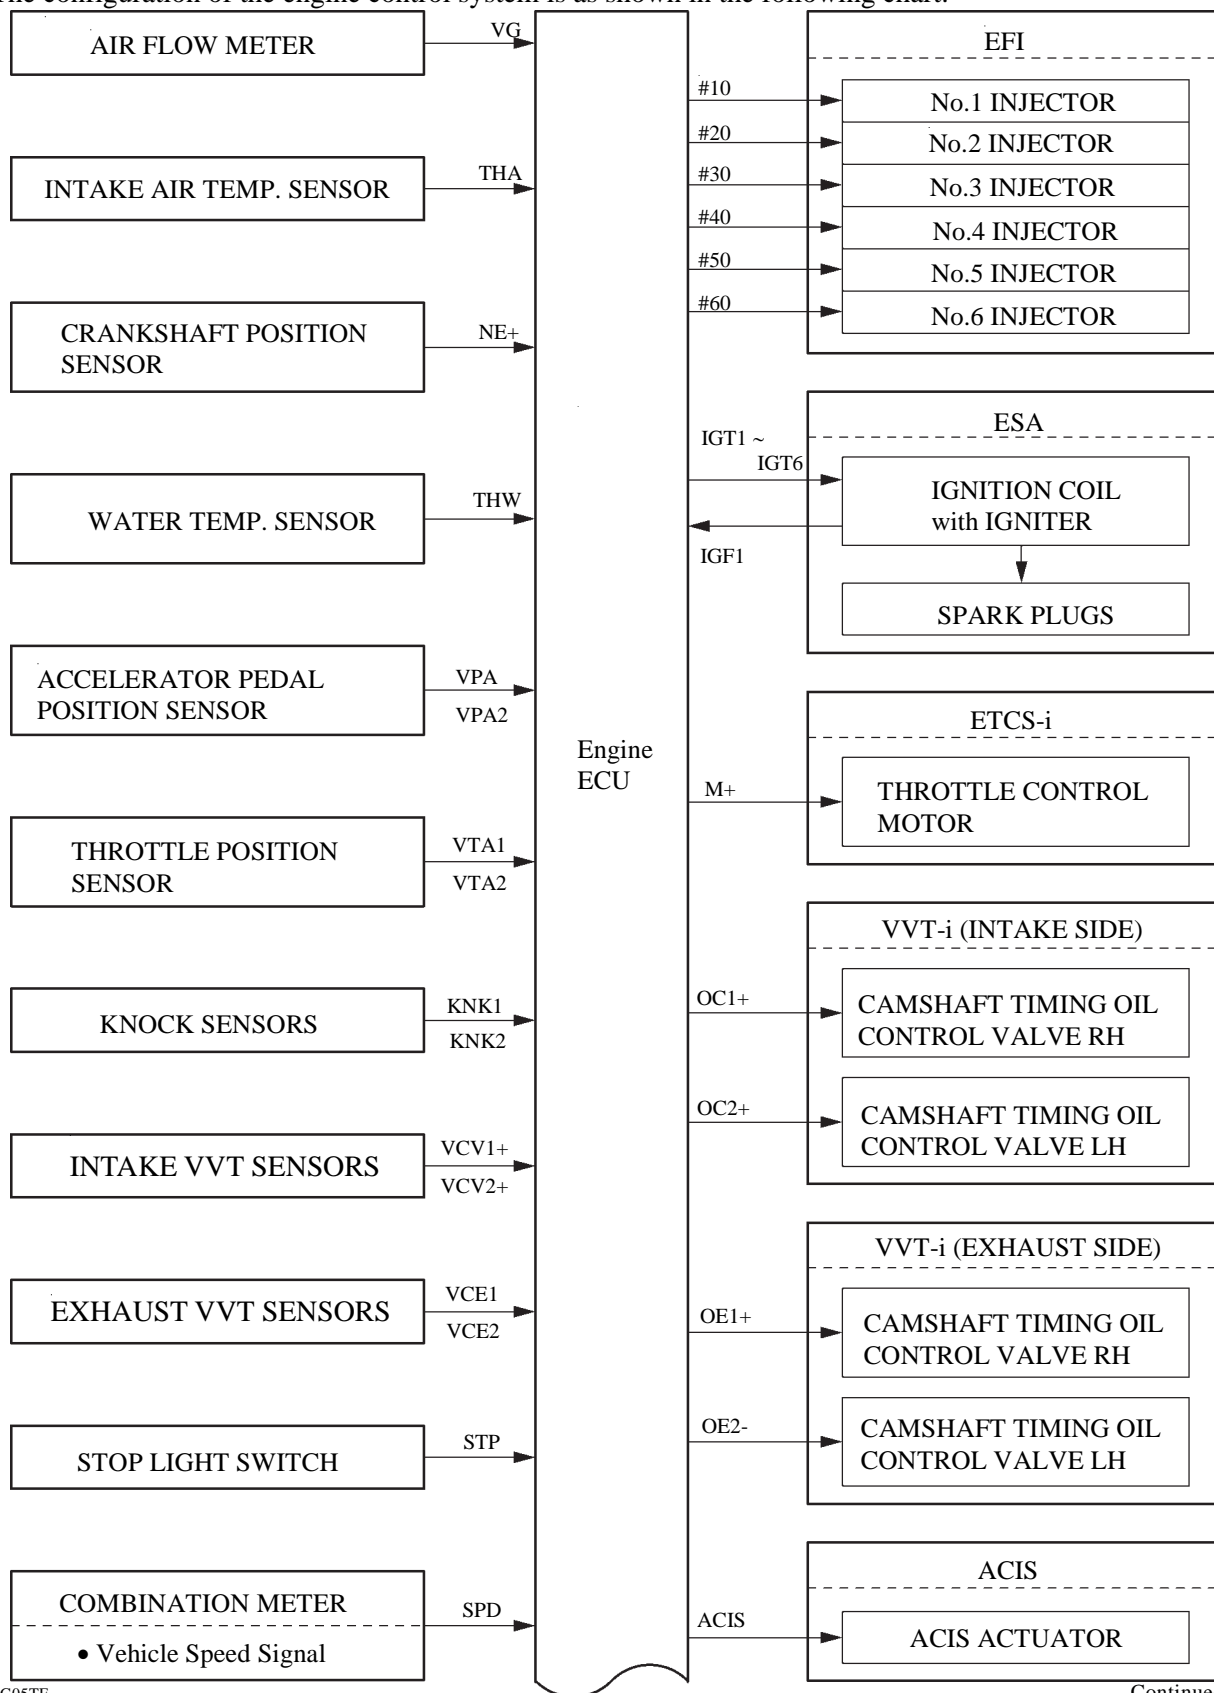 The configuration of the engine control system is as shown in the following chart.
AIR FLOW METER
VG
INTAKE AIR TEMP. SENSOR
THA
CRANKSHAFT POSITION
SENSOR
NE+
WATER TEMP. SENSOR
THW
ACCELERATOR PEDAL
POSITION SENSOR
VPA
VPA2
THROTTLE POSITION
SENSOR
VTA1
VTA2
KNOCK SENSORS
KNK1
KNK2
INTAKE VVT SENSORS
VCV1+
VCV2+
EXHAUST VVT SENSORS
VCE1
VCE2
STOP LIGHT SWITCH
STP
COMBINATION METER
• Vehicle Speed Signal
SPD
Engine
ECU
EFI
#10
No.1 INJECTOR
#20
No.2 INJECTOR
#30
No.3 INJECTOR
#40
No.4 INJECTOR
#50
No.5 INJECTOR
#60
No.6 INJECTOR
ESA
IGT1 ~
IGT6
IGNITION COIL
with IGNITER
IGF1
SPARK PLUGS
ETCS-i
M+
THROTTLE CONTROL
MOTOR
VVT-i (INTAKE SIDE)
OC1+
CAMSHAFT TIMING OIL
CONTROL VALVE RH
OC2+
CAMSHAFT TIMING OIL
CONTROL VALVE LH
VVT-i (EXHAUST SIDE)
OE1+
CAMSHAFT TIMING OIL
CONTROL VALVE RH
OE2-
CAMSHAFT TIMING OIL
CONTROL VALVE LH
ACIS
ACIS
ACIS ACTUATOR
Continue